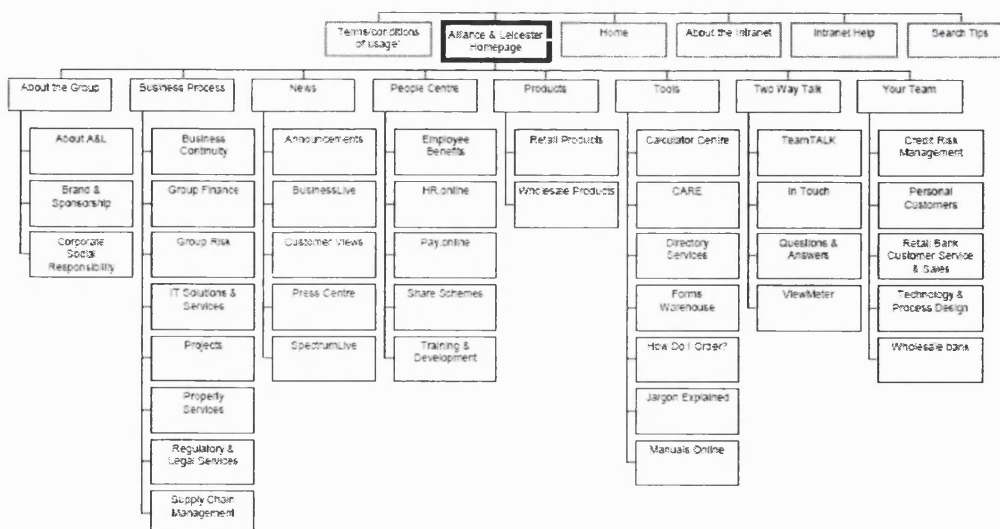 Terms/conditions
of usage
Alliance & Leicester
Homepage
Home
About the Intranet
Intranet Help
Search Tips
About the Group
Business Process
News
People Centre
Products
Tools
Two Way Talk
Your Team
About A&L
Brand &
Sponsorship
Corporate
Social
Responsibility
Business
Continuity
Group Finance
Group Risk
IT Solutions &
Services
Projects
Property
Services
Regulatory &
Legal Services
Supply Chain
Management
Announcements
BusinessLive
Customer Views
Press Centre
SpectrumLive
Employee
Benefits
HR.online
Pay.online
Share Schemes
Training &
Development
Retail Products
Wholesale Products
Calculator Centre
CARE
Directory
Services
Forms
Warehouse
How Do I Order?
Jargon Explained
Manuals Online
TeamTALK
In Touch
Questions &
Answers
ViewMeter
Credit Risk
Management
Personal
Customers
Retail Bank
Customer Service
& Sales
Technology &
Process Design
Wholesale bank